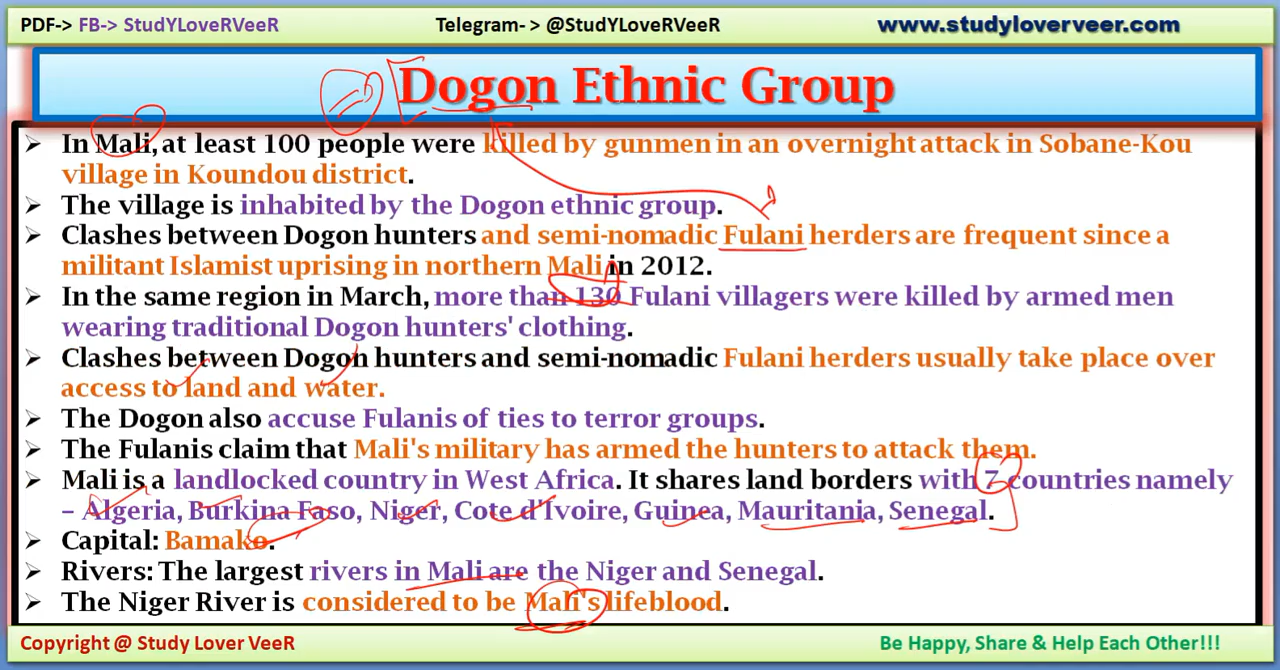 PDF-> FB-> StudYLoveRVeeR Telegram- > @StudYLoveRVeeR www.studyloverveer.com
Dogon Ethnic Group
➢ In Mali, at least 100 people were killed by gunmen in an overnight attack in Sobane-Kou
village in Koundou district.
➢ The village is inhabited by the Dogon ethnic group.
➢ Clashes between Dogon hunters and semi-nomadic Fulani herders are frequent since a
militant Islamist uprising in northern Mali in 2012.
➢ In the same region in March, more than 130 Fulani villagers were killed by armed men
wearing traditional Dogon hunters' clothing.
➢ Clashes between Dogon hunters and semi-nomadic Fulani herders usually take place over
access to land and water.
➢ The Dogon also accuse Fulanis of ties to terror groups.
➢ The Fulanis claim that Mali's military has armed the hunters to attack them.
➢ Mali is a landlocked country in West Africa. It shares land borders with 7 countries namely
– Algeria, Burkina Faso, Niger, Cote d'Ivoire, Guinea, Mauritania, Senegal.
➢ Capital: Bamako.
➢ Rivers: The largest rivers in Mali are the Niger and Senegal.
➢ The Niger River is considered to be Mali's lifeblood.
Copyright @ Study Lover VeeR Be Happy, Share & Help Each Other!!!